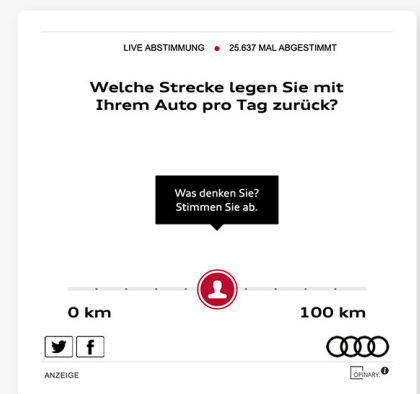 LIVE ABSTIMMUNG ● 25.637 MAL ABGESTIMMT
Welche Strecke legen Sie mit
Ihrem Auto pro Tag zurück?
Was denken Sie?
Stimmen Sie ab.
0 km 100 km
ANZEIGE OPINARY.